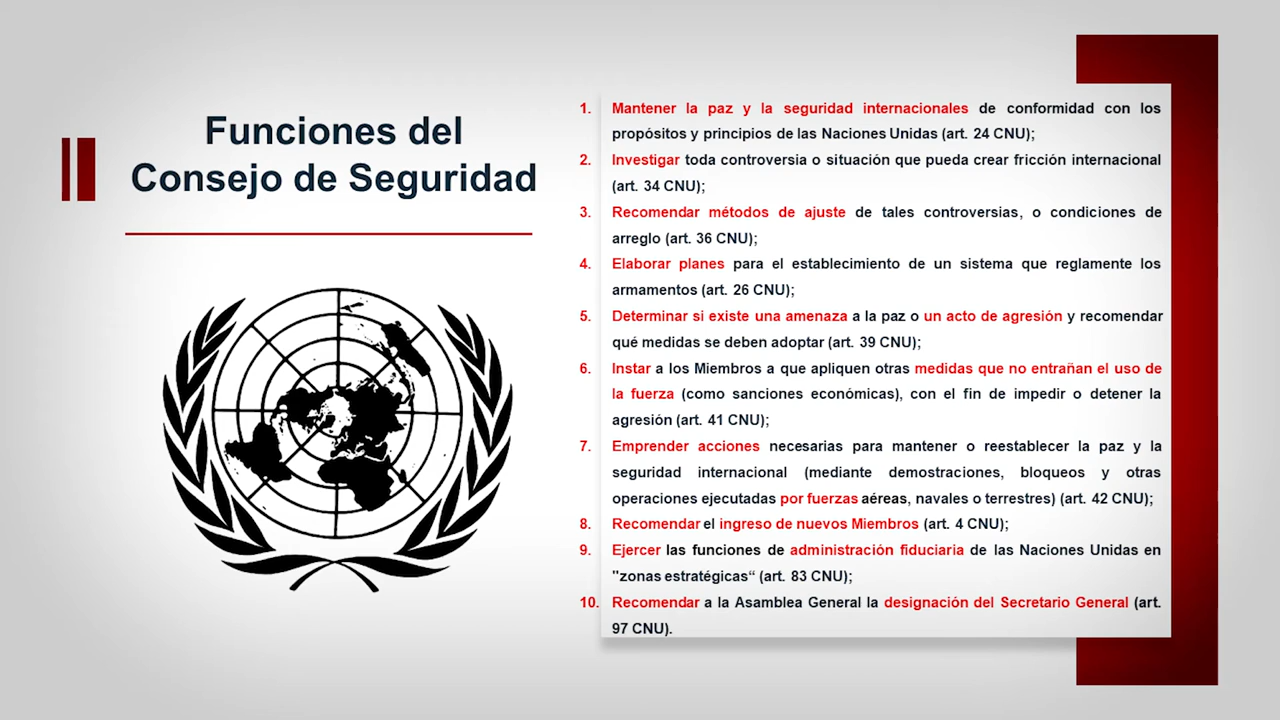 Funciones del
Consejo de Seguridad
1. Mantener la paz y la seguridad internacionales de conformidad con los
propósitos y principios de las Naciones Unidas (art. 24 CNU);
2. Investigar toda controversia o situación que pueda crear fricción internacional
(art. 34 CNU);
3. Recomendar métodos de ajuste de tales controversias, o condiciones de
arreglo (art. 36 CNU);
4. Elaborar planes para el establecimiento de un sistema que reglamente los
armamentos (art. 26 CNU);
5. Determinar si existe una amenaza a la paz o un acto de agresión y recomendar
qué medidas se deben adoptar (art. 39 CNU);
6. Instar a los Miembros a que apliquen otras medidas que no entrañan el uso de
la fuerza (como sanciones económicas), con el fin de impedir o detener la
agresión (art. 41 CNU);
7. Emprender acciones necesarias para mantener o reestablecer la paz y la
seguridad internacional (mediante demostraciones, bloqueos y otras
operaciones ejecutadas por fuerzas aéreas, navales o terrestres) (art. 42 CNU);
8. Recomendar el ingreso de nuevos Miembros (art. 4 CNU);
9. Ejercer las funciones de administración fiduciaria de las Naciones Unidas en
"zonas estratégicas“ (art. 83 CNU);
10. Recomendar a la Asamblea General la designación del Secretario General (art.
97 CNU).